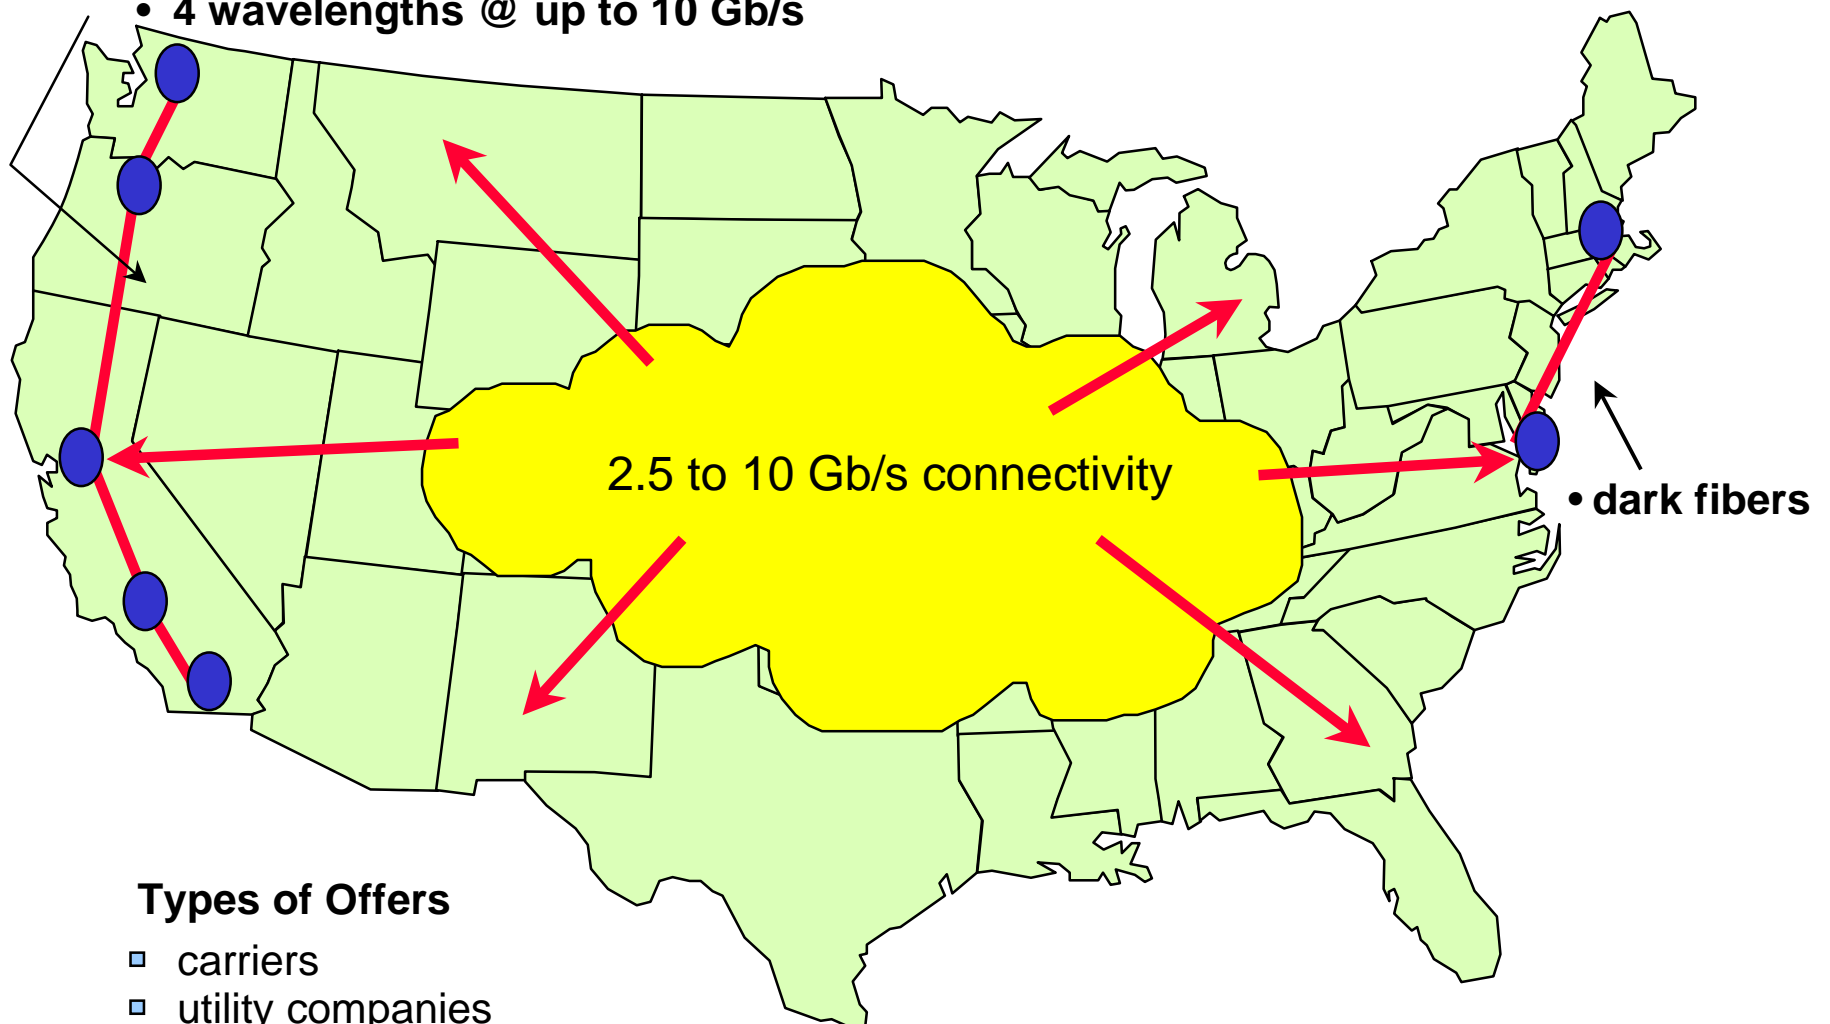 • 4 wavelengths @ up to 10 Gb/s
2.5 to 10 Gb/s connectivity
• dark fibers
Types of Offers
carriers
utility companies